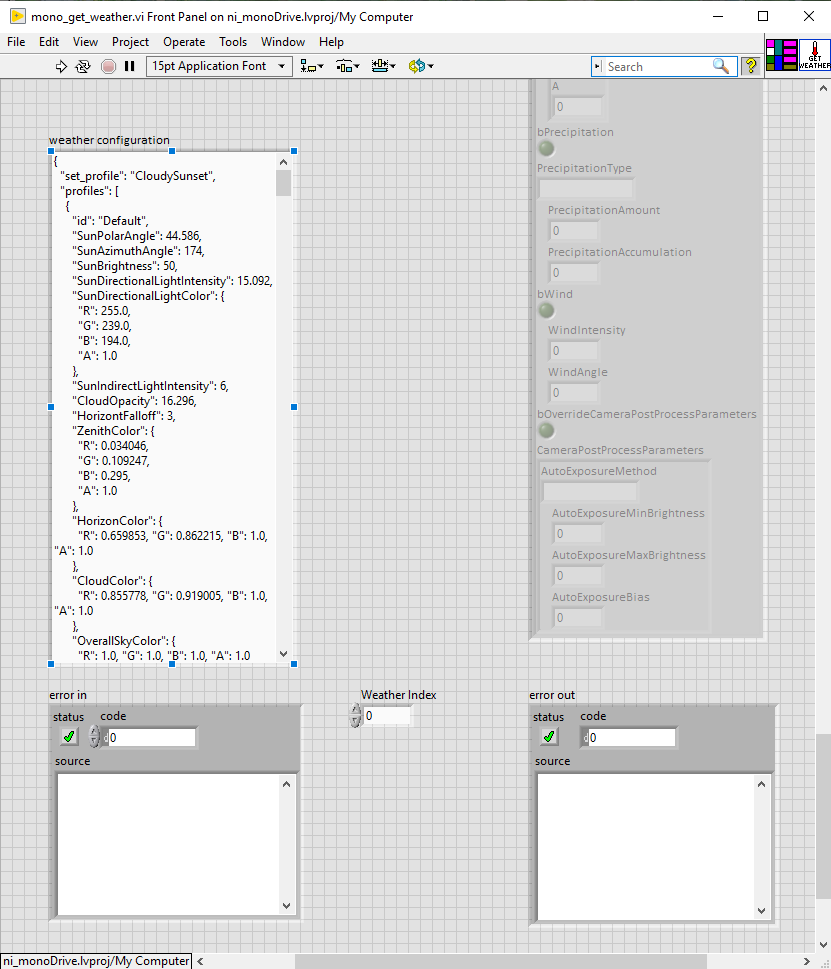 mono_get_weather.vi Front Panel on ni_monoDrive.lvproj/My Computer
File Edit View Project Operate Tools Window Help
15pt Application Font
Search
?
GET
WEATHER
weather configuration
{
"set_profile": "CloudySunset",
"profiles": [
{
"id": "Default",
"SunPolarAngle": 44.586,
"SunAzimuthAngle": 174,
"SunBrightness": 50,
"SunDirectionalLightIntensity": 15.092,
"SunDirectionalLightColor": {
"R": 255.0,
"G": 239.0,
"B": 194.0,
"A": 1.0
},
"SunIndirectLightIntensity": 6,
"CloudOpacity": 16.296,
"HorizontFalloff": 3,
"ZenithColor": {
"R": 0.034046,
"G": 0.109247,
"B": 0.295,
"A": 1.0
},
"HorizonColor": {
"R": 0.659853, "G": 0.862215, "B": 1.0,
"A": 1.0
},
"CloudColor": {
"R": 0.855778, "G": 0.919005, "B": 1.0,
"A": 1.0
},
"OverallSkyColor": {
"R": 1.0, "G": 1.0, "B": 1.0, "A": 1.0
A
0
bPrecipitation
PrecipitationType
PrecipitationAmount
0
PrecipitationAccumulation
0
bWind
WindIntensity
0
WindAngle
0
bOverrideCameraPostProcessParameters
CameraPostProcessParameters
AutoExposureMethod
AutoExposureMinBrightness
0
AutoExposureMaxBrightness
0
AutoExposureBias
0
error in
status code
d0
source
Weather Index
0
error out
status code
d0
source
ni_monoDrive.lvproj/My Computer